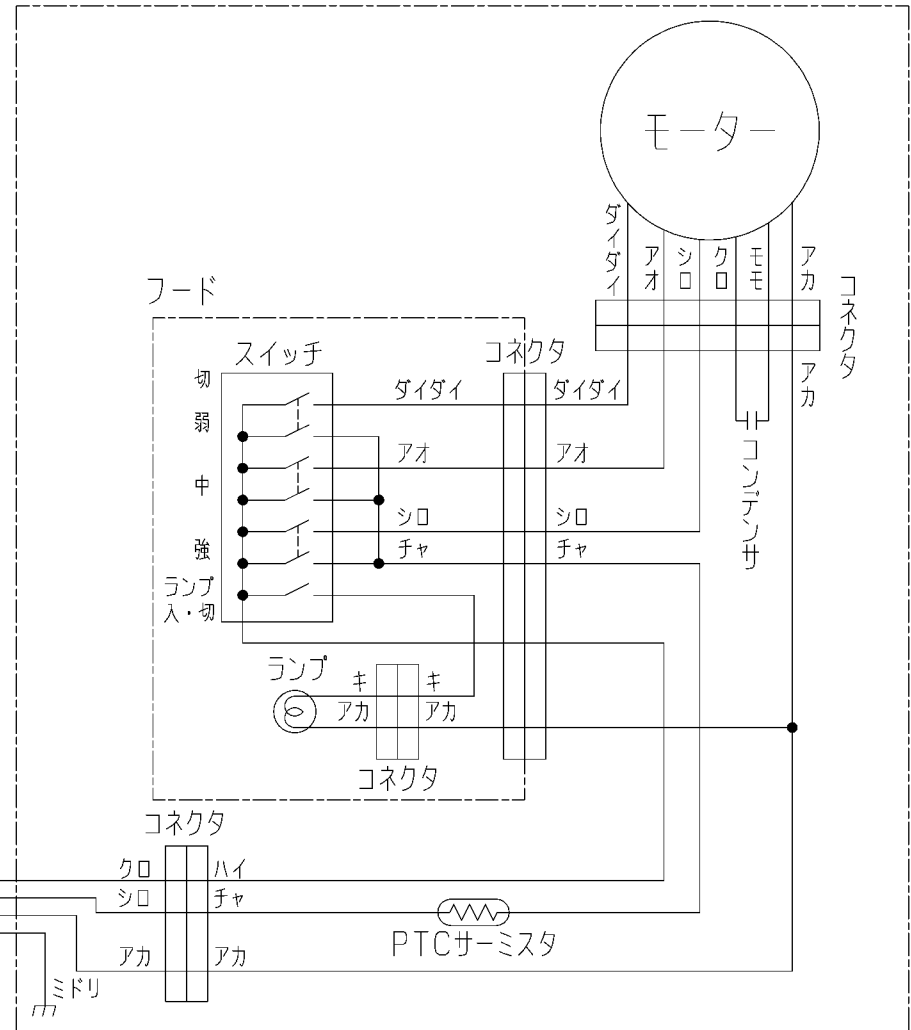 モーター
ダイダイ
アオ
シロ
クロ
モモ
アカ
コネクタ
アカ
コンデンサ
フード
スイッチ
コネクタ
切
弱
中
強
ランプ
入・切
ダイダイ
ダイダイ
アオ
アオ
シロ
シロ
チャ
チャ
ランプ
キ
キ
アカ
アカ
コネクタ
コネクタ
クロ
ハイ
シロ
チャ
PTCサーミスタ
アカ
アカ
ミドリ